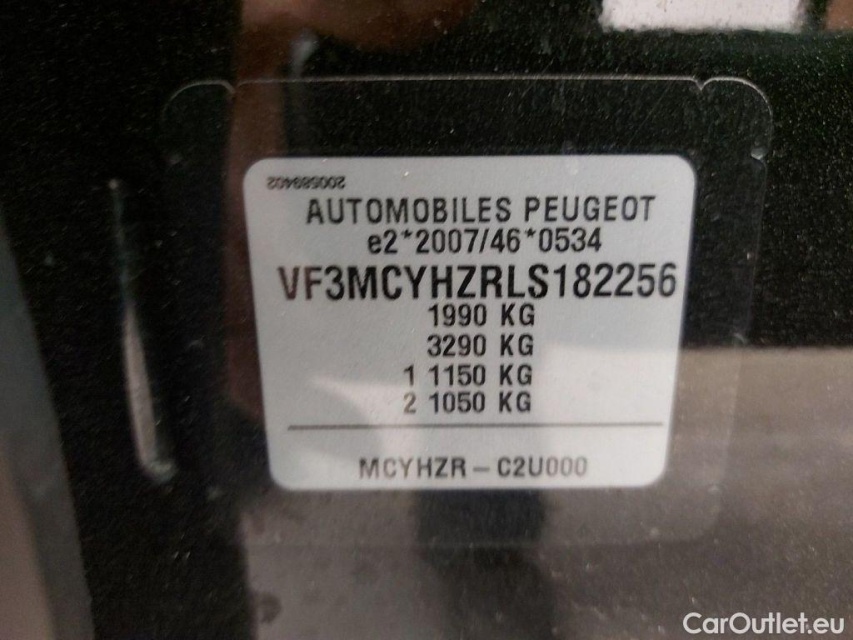 200589402
AUTOMOBILES PEUGEOT
e2*2007/46*0534
VF3MCYHZRLS182256
1990 KG
3290 KG
1 1150 KG
2 1050 KG
MCYHZR - C2U000
CarOutlet.eu